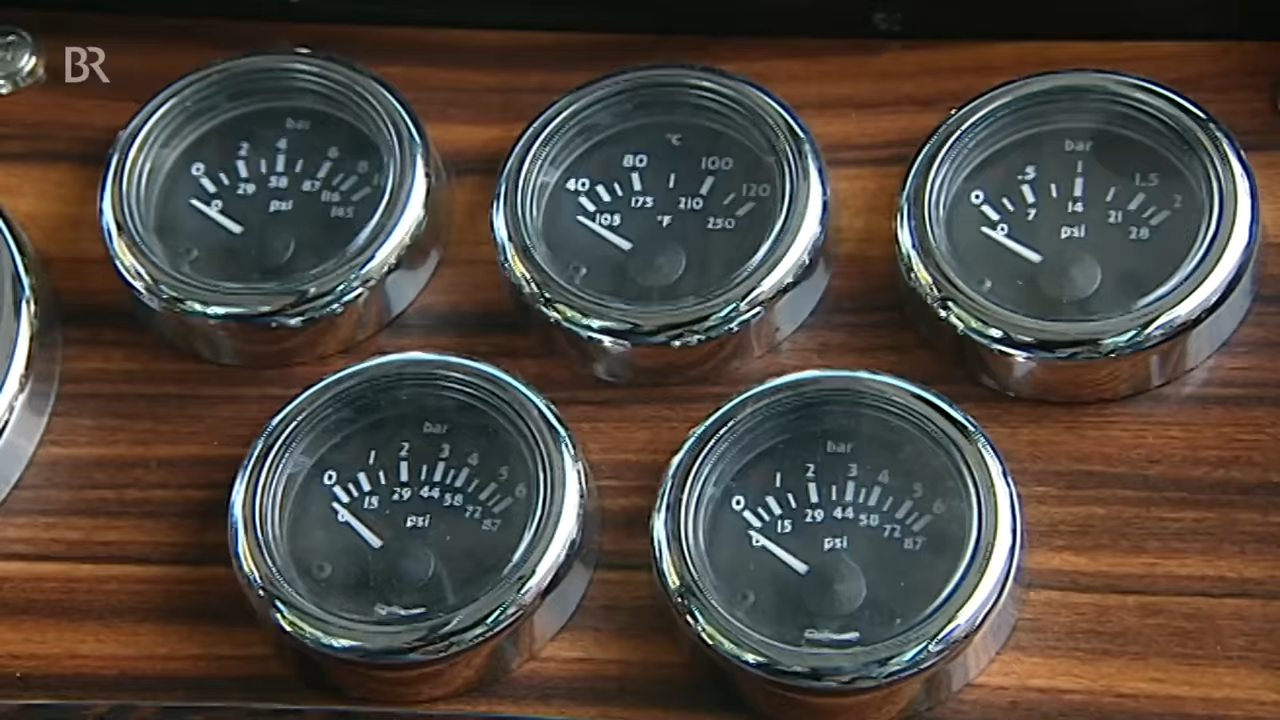 BR
bar
0 2 4 6 8
0 29 58 87 116 145
psi
°C
40 80 100 120
105 175 210 250
°F
bar
0 .5 1 1.5 2
0 7 14 21 28
psi
bar
0 1 2 3 4 5 6
0 15 29 44 58 72 87
psi
bar
0 1 2 3 4 5 6
0 15 29 44 58 72 87
psi